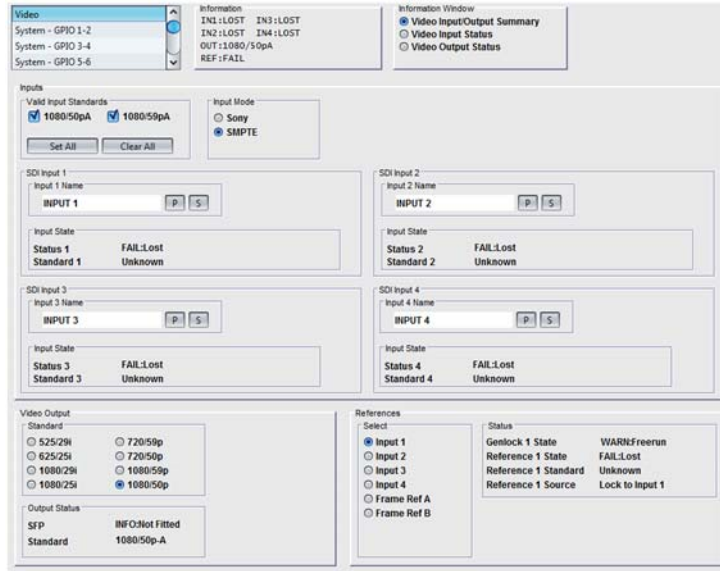 Video
System - GPIO 1-2
System - GPIO 3-4
System - GPIO 5-6
Information
IN1:LOST IN3:LOST
IN2:LOST IN4:LOST
OUT:1080/50pA
REF:FAIL
Information Window
Video Input/Output Summary
Video Input Status
Video Output Status
Inputs
Valid Input Standards
1080/50pA 1080/59pA
Set All Clear All
Input Mode
Sony
SMPTE
SDI Input 1
Input 1 Name
INPUT 1 P S
Input State
Status 1 FAIL:Lost
Standard 1 Unknown
SDI Input 2
Input 2 Name
INPUT 2 P S
Input State
Status 2 FAIL:Lost
Standard 2 Unknown
SDI Input 3
Input 3 Name
INPUT 3 P S
Input State
Status 3 FAIL:Lost
Standard 3 Unknown
SDI Input 4
Input 4 Name
INPUT 4 P S
Input State
Status 4 FAIL:Lost
Standard 4 Unknown
Video Output
Standard
525/29i 720/59p
625/25i 720/50p
1080/29i 1080/59p
1080/25i 1080/50p
Output Status
SFP INFO:Not Fitted
Standard 1080/50p-A
References
Select
Input 1
Input 2
Input 3
Input 4
Frame Ref A
Frame Ref B
Status
Genlock 1 State WARN:Freerun
Reference 1 State FAIL:Lost
Reference 1 Standard Unknown
Reference 1 Source Lock to Input 1